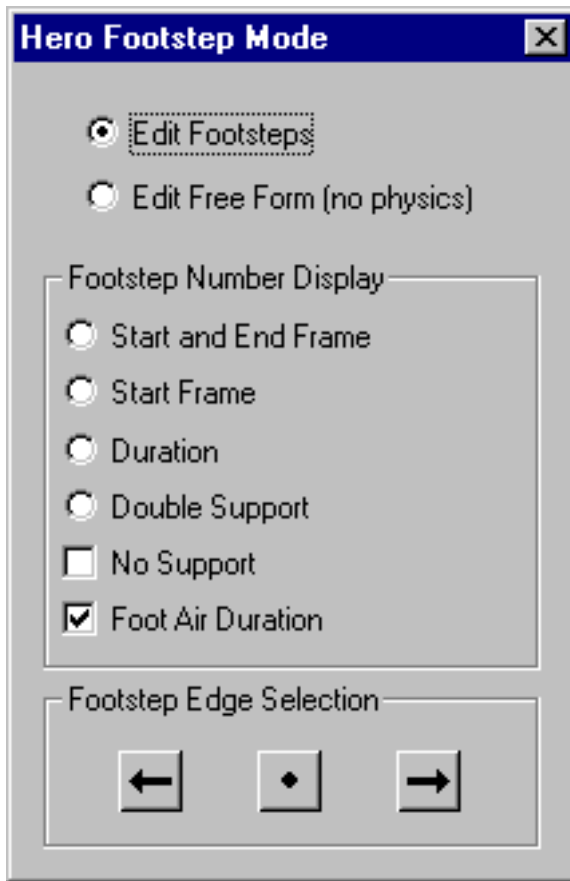 Hero Footstep Mode
Edit Footsteps
Edit Free Form (no physics)
Footstep Number Display
Start and End Frame
Start Frame
Duration
Double Support
No Support
Foot Air Duration
Footstep Edge Selection